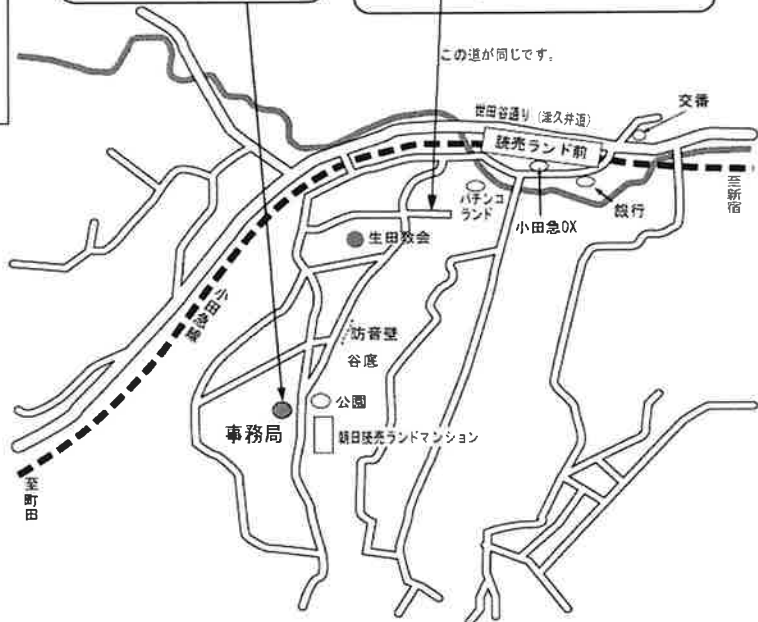 この道が同じです。
交番
世田谷通り (津久井道)
読売ランド前
至新宿
パチンコ
ランド
銀行
小田急OX
生田教会
小田急線
防音壁
谷底
公園
事務局
朝日読売ランドマンション
至町田